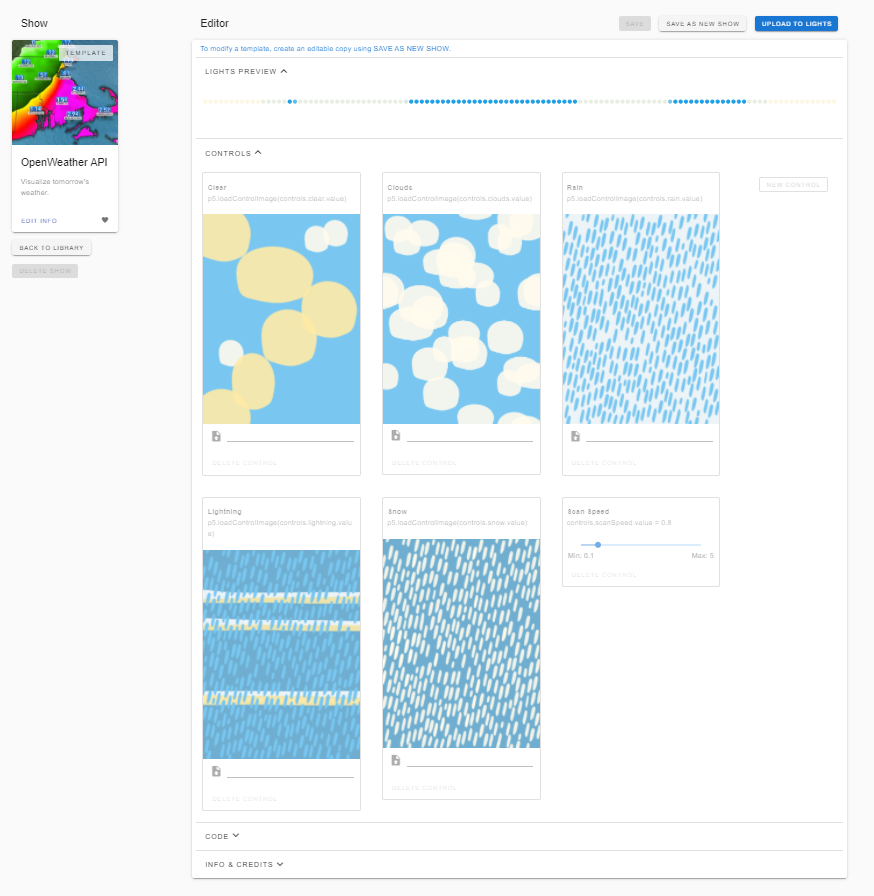 Show
Editor
SAVE
SAVE AS NEW SHOW
UPLOAD TO LIGHTS
TEMPLATE
OpenWeather API
Visualize tomorrow's
weather.
EDIT INFO
BACK TO LIBRARY
DELETE SHOW
To modify a template, create an editable copy using SAVE AS NEW SHOW.
LIGHTS PREVIEW
CONTROLS
Clear
p5.loadControlImage(controls.clear.value)
DELETE CONTROL
Clouds
p5.loadControlImage(controls.clouds.value)
DELETE CONTROL
Rain
p5.loadControlImage(controls.rain.value)
DELETE CONTROL
NEW CONTROL
Lightning
p5.loadControlImage(controls.lightning.valu
e)
DELETE CONTROL
Snow
p5.loadControlImage(controls.snow.value)
DELETE CONTROL
Scan Speed
controls.scanSpeed.value = 0.8
Min: 0.1
Max: 5
DELETE CONTROL
CODE
INFO & CREDITS